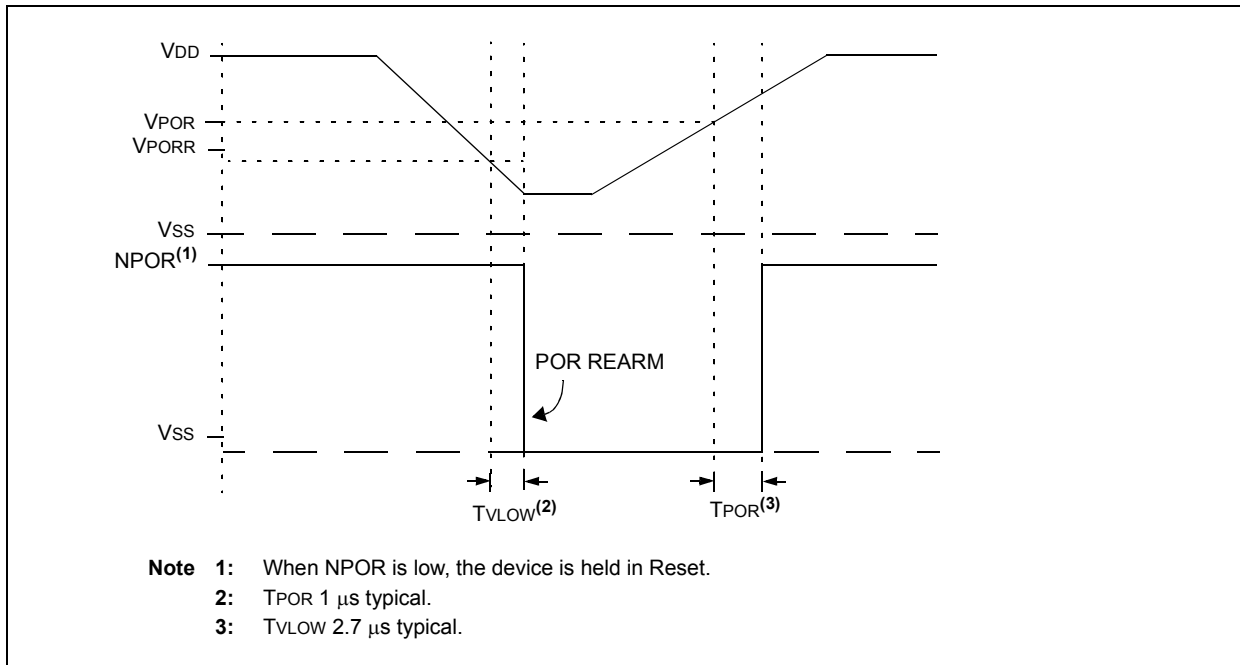 VDD
VPOR
VPORR
VSS
NPOR(1)
POR REARM
VSS
TVLOW(2)
TPOR(3)
Note 1: When NPOR is low, the device is held in Reset.
2: TPOR 1 μs typical.
3: TVLOW 2.7 μs typical.